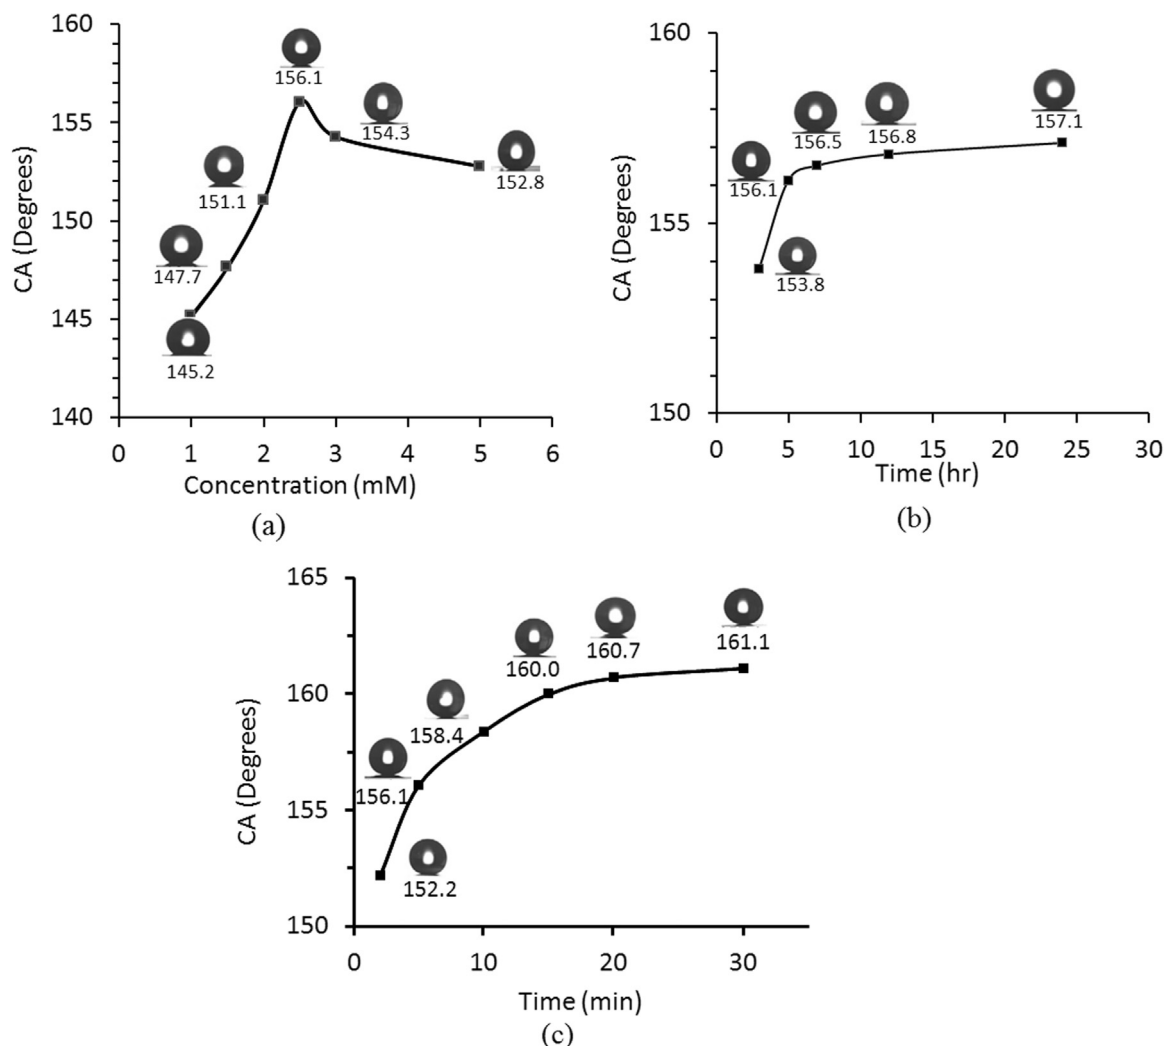 160
155
150
145
140
CA (Degrees)
156.1
154.3
152.8
151.1
147.7
145.2
0 1 2 3 4 5 6
Concentration (mM)
(a)
160
155
150
CA (Degrees)
157.1
156.8
156.5
156.1
153.8
0 5 10 15 20 25 30
Time (hr)
(b)
165
160
155
150
CA (Degrees)
161.1
160.7
160.0
158.4
156.1
152.2
0 10 20 30
Time (min)
(c)